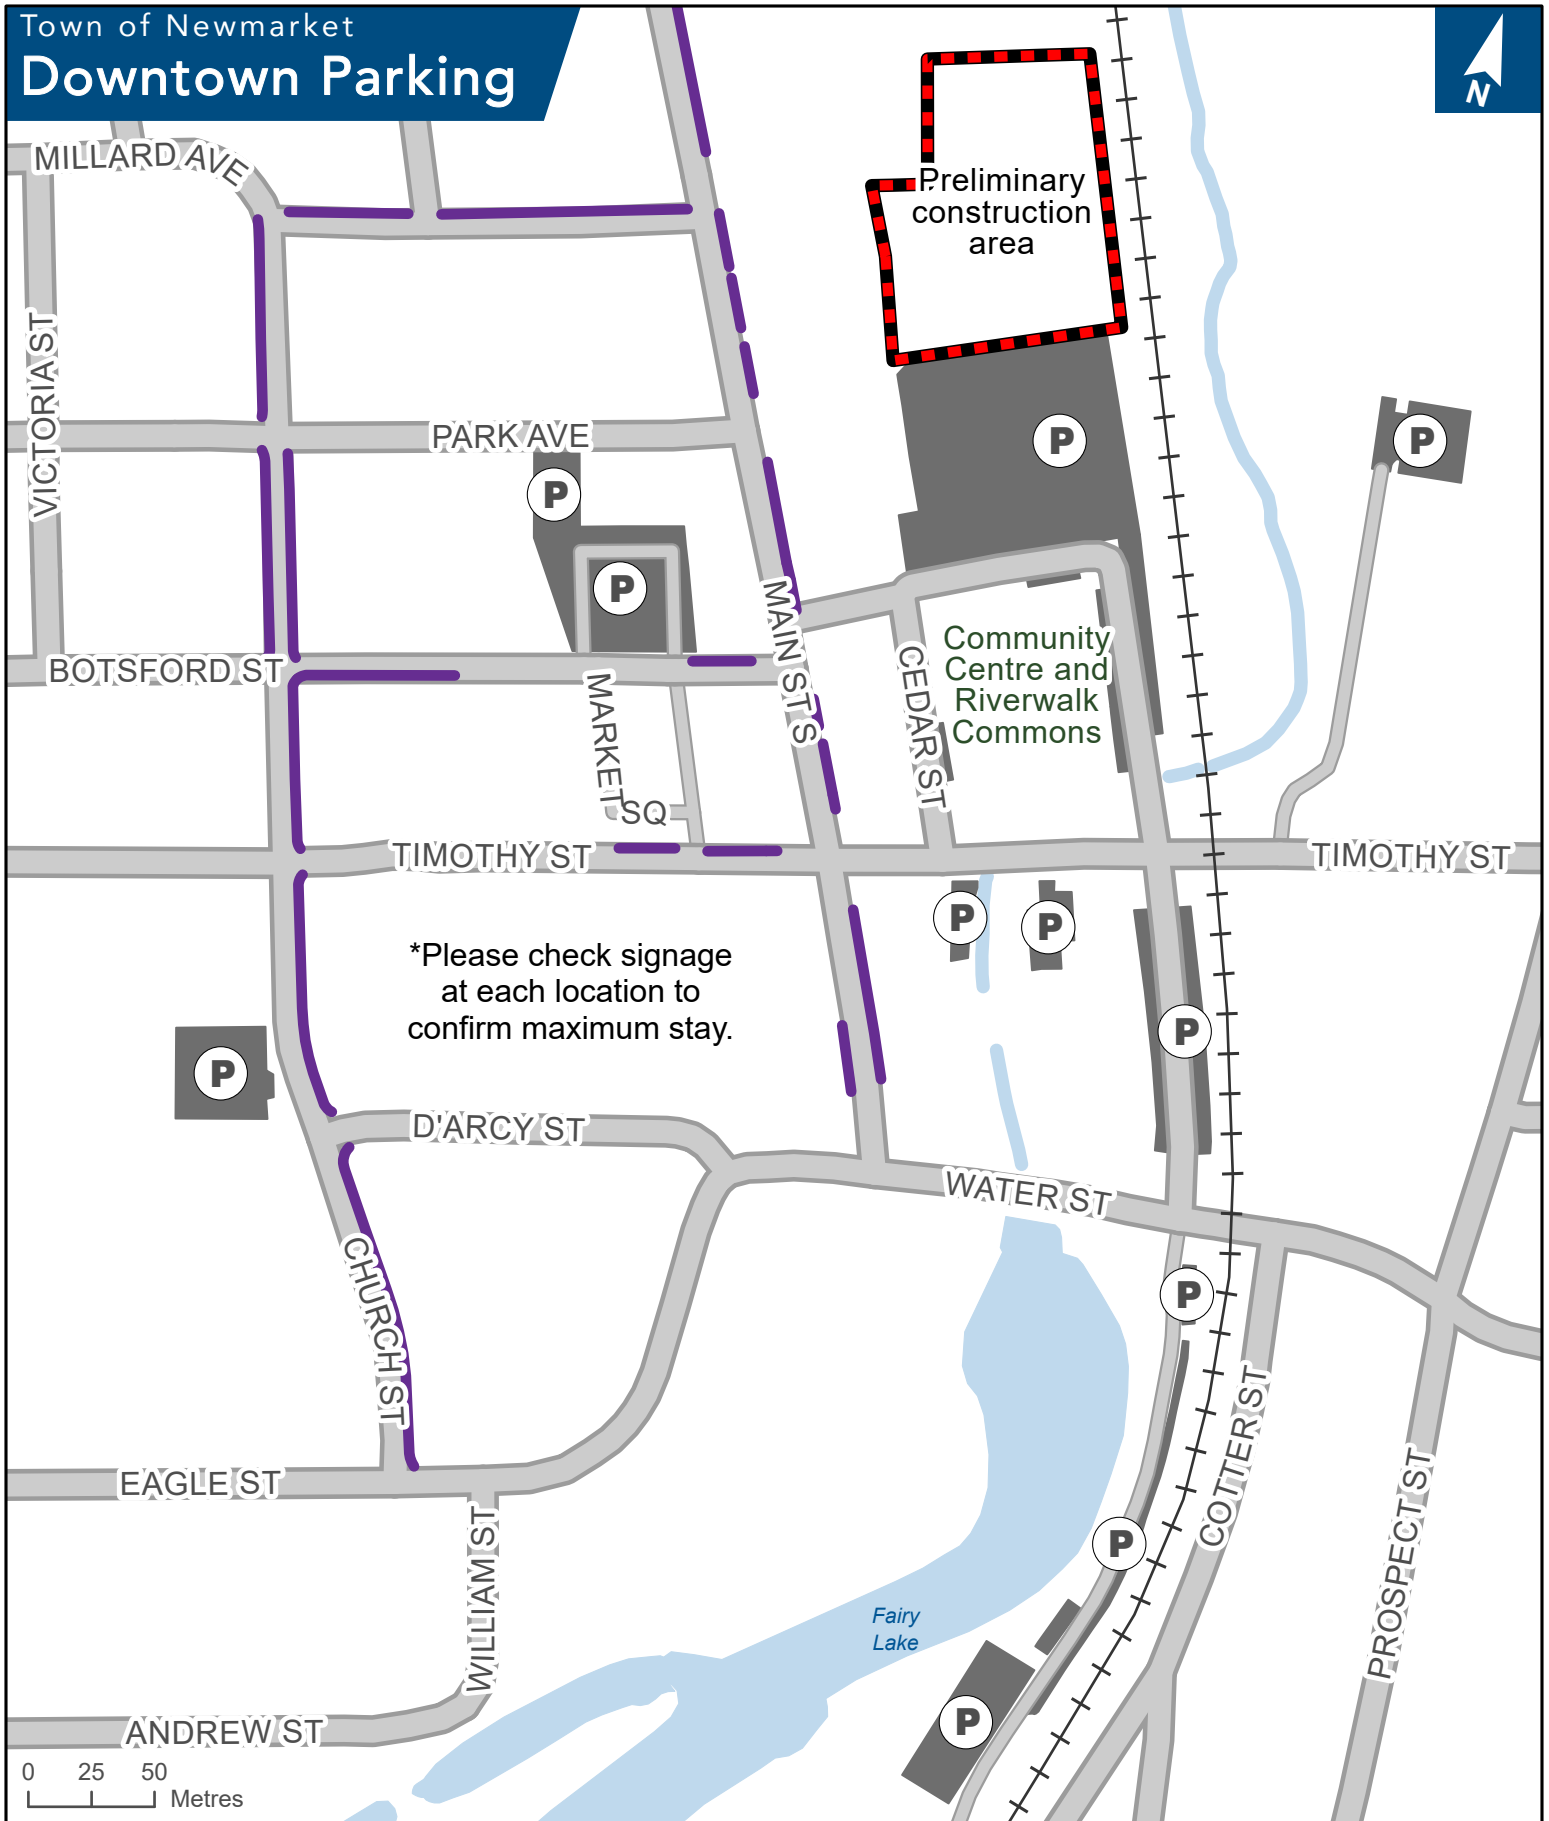 Town of Newmarket
Downtown Parking
N
MILLARD AVE
Preliminary
construction
area
VICTORIA ST
PARK AVE
P
P
P
P
MAIN ST S
BOTSFORD ST
MARKET
SQ
CEDAR ST
Community
Centre and
Riverwalk
Commons
TIMOTHY ST
TIMOTHY ST
P
P
*Please check signage
at each location to
confirm maximum stay.
P
P
D'ARCY ST
WATER ST
P
CHURCH ST
COTTER ST
EAGLE ST
PROSPECT ST
WILLIAM ST
P
Fairy
Lake
P
ANDREW ST
0 25 50
Metres